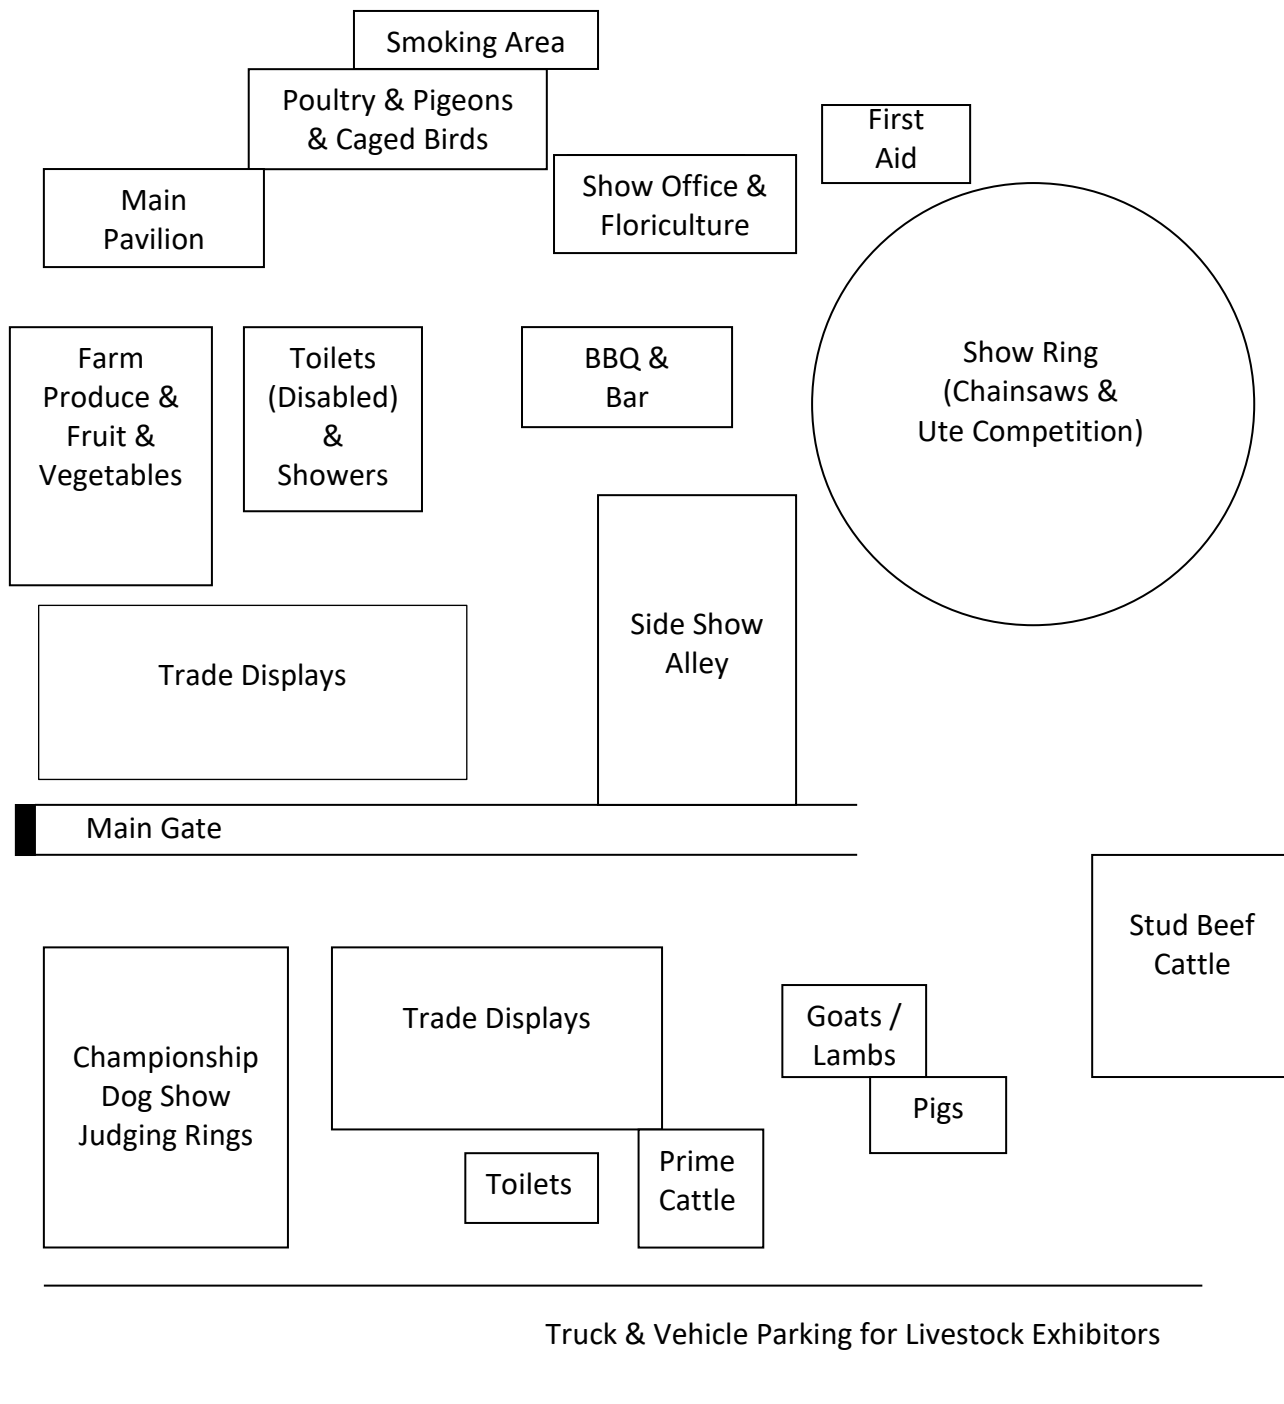 Smoking Area
Poultry & Pigeons
& Caged Birds
First
Aid
Main
Pavilion
Show Office &
Floriculture
Farm
Produce &
Fruit &
Vegetables
Toilets
(Disabled)
&
Showers
BBQ &
Bar
Show Ring
(Chainsaws &
Ute Competition)
Side Show
Alley
Trade Displays
Main Gate
Stud Beef
Cattle
Championship
Dog Show
Judging Rings
Trade Displays
Goats /
Lambs
Pigs
Toilets
Prime
Cattle
Truck & Vehicle Parking for Livestock Exhibitors